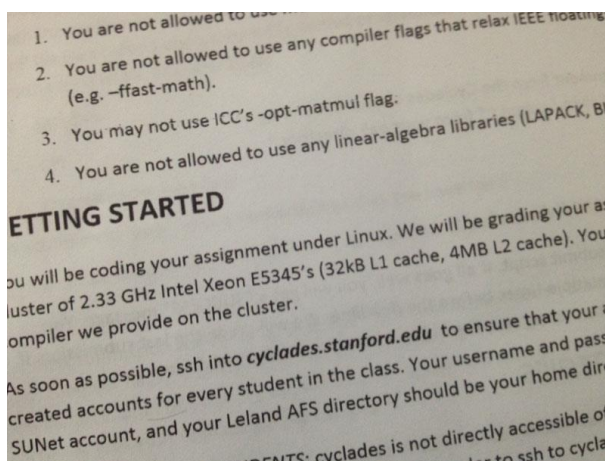 1. You are not allowed to use
2. You are not allowed to use any compiler flags that relax IEEE floating
(e.g. –ffast-math).
3. You may not use ICC's -opt-matmul flag.
4. You are not allowed to use any linear-algebra libraries (LAPACK, B
ETTING STARTED
ou will be coding your assignment under Linux. We will be grading your as
luster of 2.33 GHz Intel Xeon E5345's (32kB L1 cache, 4MB L2 cache). You
ompiler we provide on the cluster.
As soon as possible, ssh into cyclades.stanford.edu to ensure that your a
created accounts for every student in the class. Your username and pass
SUNet account, and your Leland AFS directory should be your home dire
ENTS: cyclades is not directly accessible of
to ssh to cycla